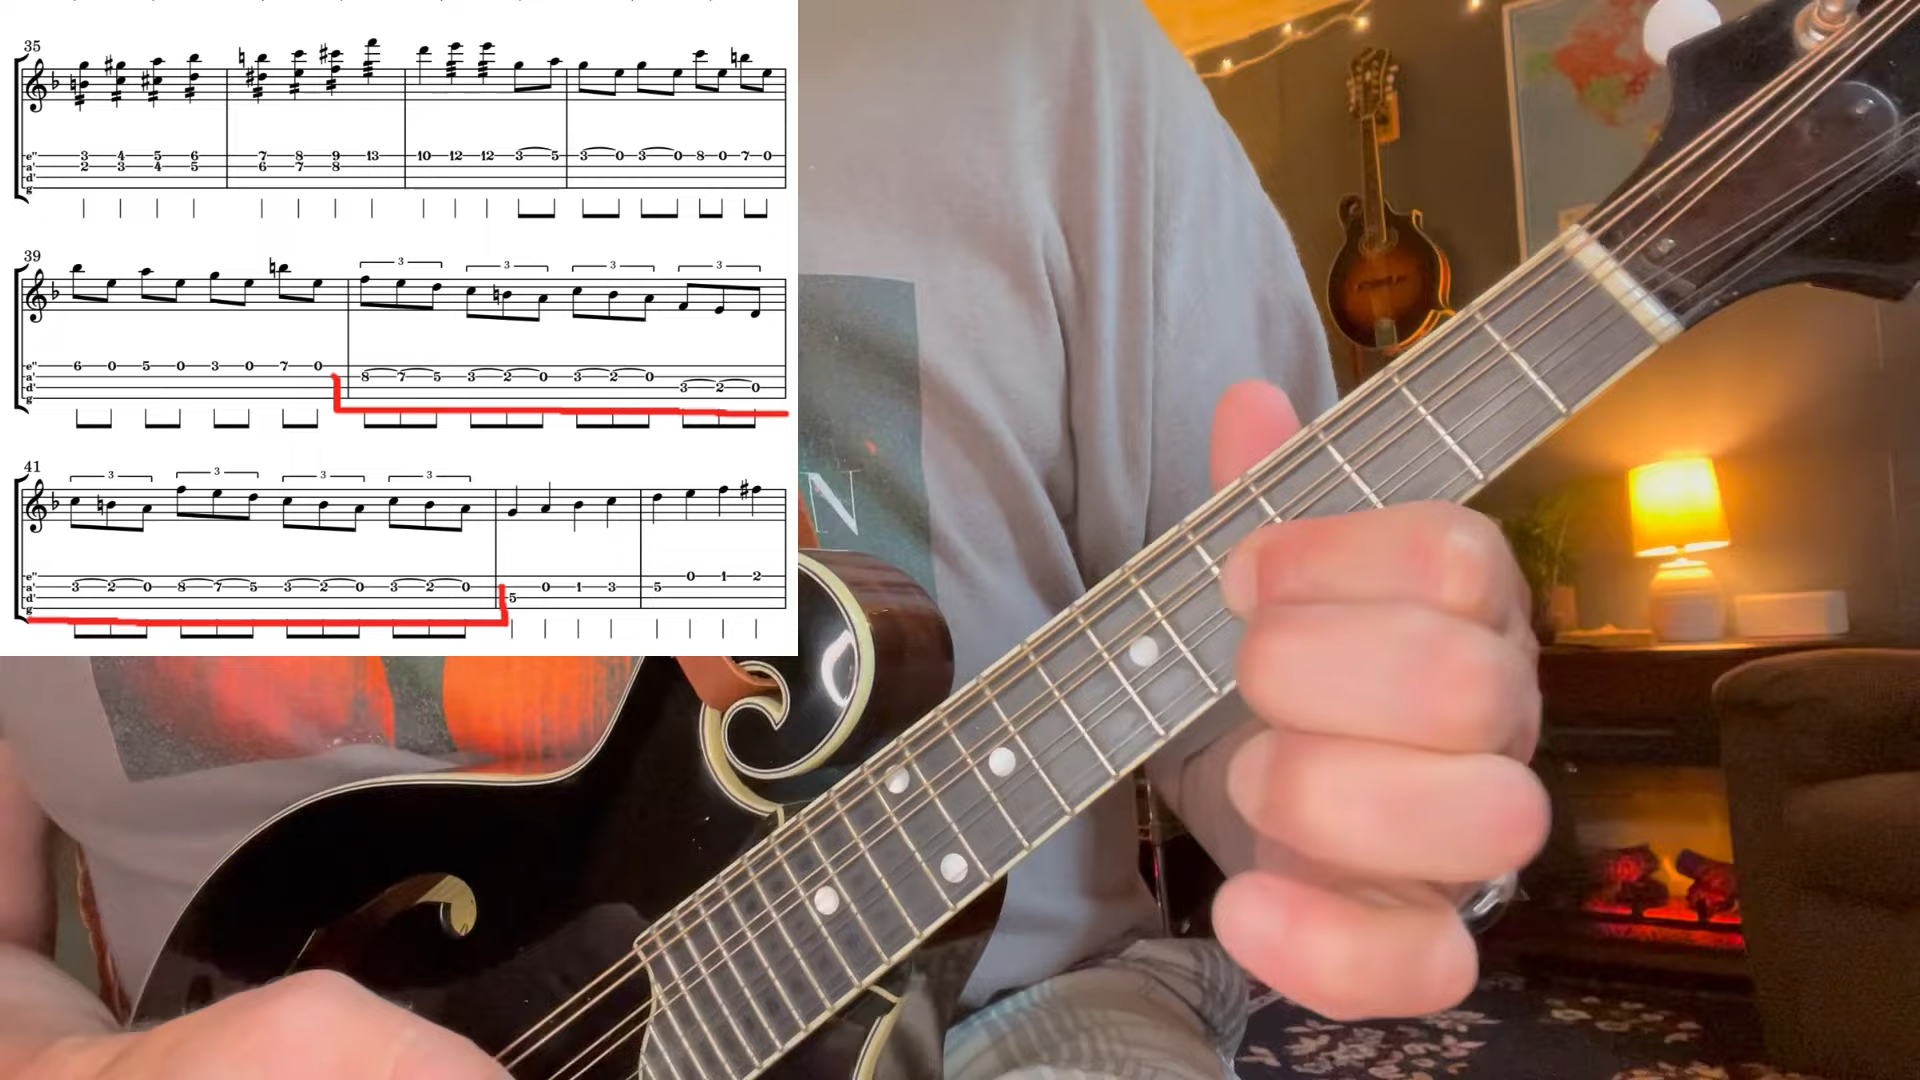 35
e" 3 4 5 6 7 8 9 13 10 12 12 3 5 3 0 3 0 8 0 7 0
a' 2 3 4 5 6 7 8
d'
g
39
3 3 3 3
e" 6 0 5 0 3 0 7 0
a' 8 7 5 3 2 0 3 2 0
d' 3 2 0
g
41
3 3 3 3
e" 0 1 2
a' 3 2 0 8 7 5 3 2 0 3 2 0 0 1 3 5
d' 5
g
N